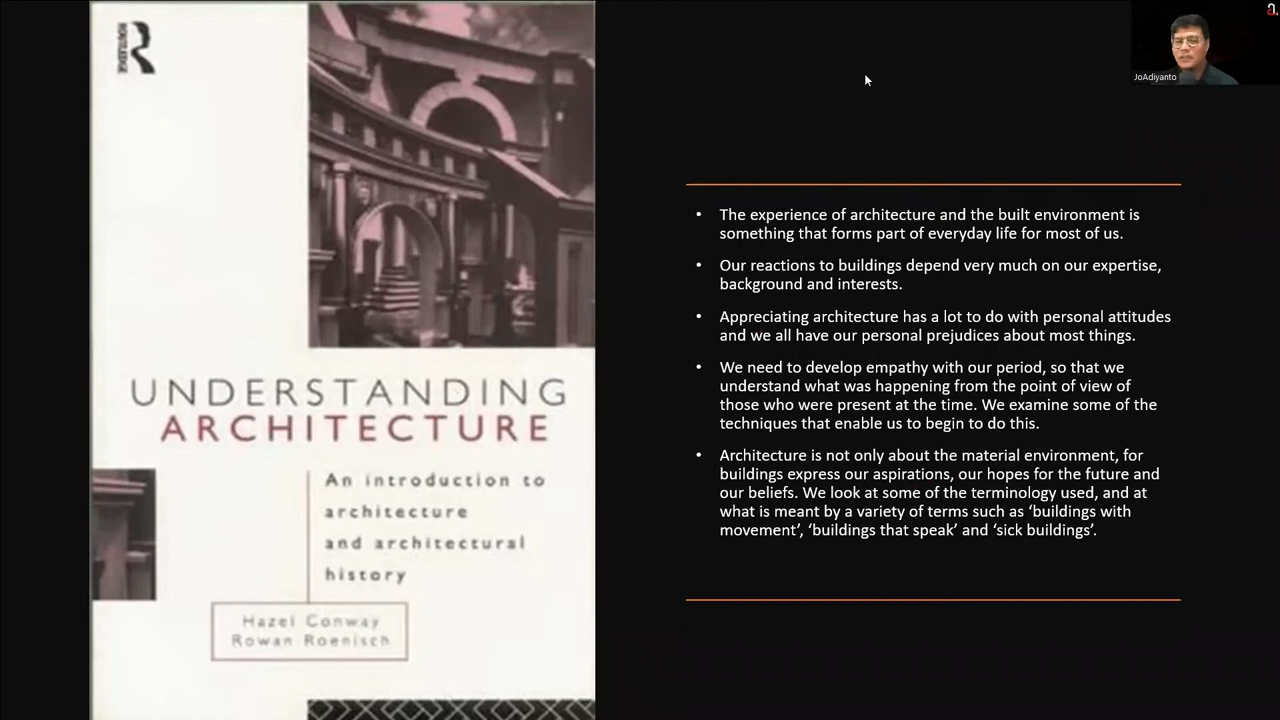 ROUTLEDGE
UNDERSTANDING
ARCHITECTURE
An introduction to
architecture
and architectural
history
Hazel Conway
Rowan Roenisch
• The experience of architecture and the built environment is
something that forms part of everyday life for most of us.
• Our reactions to buildings depend very much on our expertise,
background and interests.
• Appreciating architecture has a lot to do with personal attitudes
and we all have our personal prejudices about most things.
• We need to develop empathy with our period, so that we
understand what was happening from the point of view of
those who were present at the time. We examine some of the
techniques that enable us to begin to do this.
• Architecture is not only about the material environment, for
buildings express our aspirations, our hopes for the future and
our beliefs. We look at some of the terminology used, and at
what is meant by a variety of terms such as ‘buildings with
movement’, ‘buildings that speak’ and ‘sick buildings’.
JoAdiyanto
a.